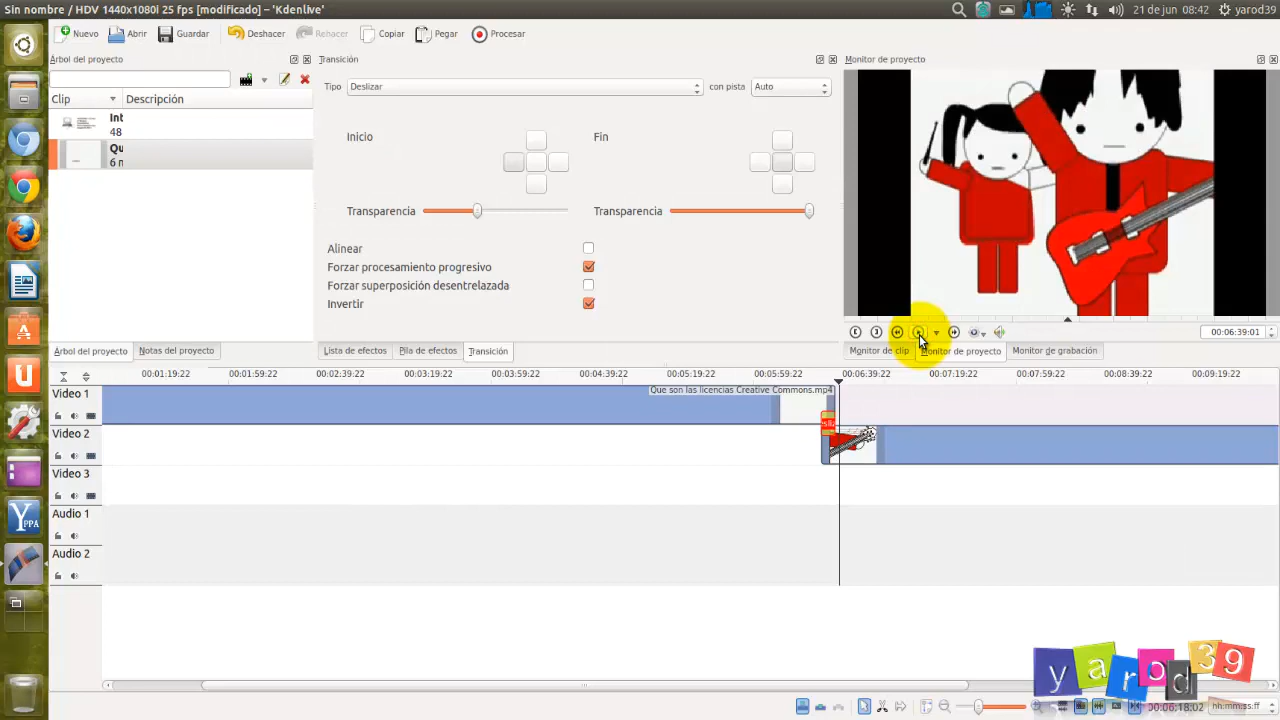 Sin nombre / HDV 1440x1080I 25 fps [modificado] – 'Kdenlive'
21 de jun 08:42
yarod39
Nuevo
Abrir
Guardar
Deshacer
Rehacer
Copiar
Pegar
Procesar
Árbol del proyecto
Transición
Monitor de proyecto
Tipo
Deslizar
con pista
Auto
Clip
Descripción
Int
48
Qu
6 m
Inicio
Fin
Transparencia
Transparencia
Alinear
Forzar procesamiento progresivo
Forzar superposición desentrelazada
Invertir
00:06:39:01
Árbol del proyecto
Notas del proyecto
Lista de efectos
Pila de efectos
Transición
Monitor de clip
Monitor de proyecto
Monitor de grabación
00:01:19:22
00:01:59:22
00:02:39:22
00:03:19:22
00:03:59:22
00:04:39:22
00:05:19:22
00:05:59:22
00:06:39:22
00:07:19:22
00:07:59:22
00:08:39:22
00:09:19:22
Video 1
Que son las licencias Creative Commons.mp4
Video 2
Video 3
Audio 1
Audio 2
YPPA
yarod39
00:06:18:02
hh:mm:ss:ff